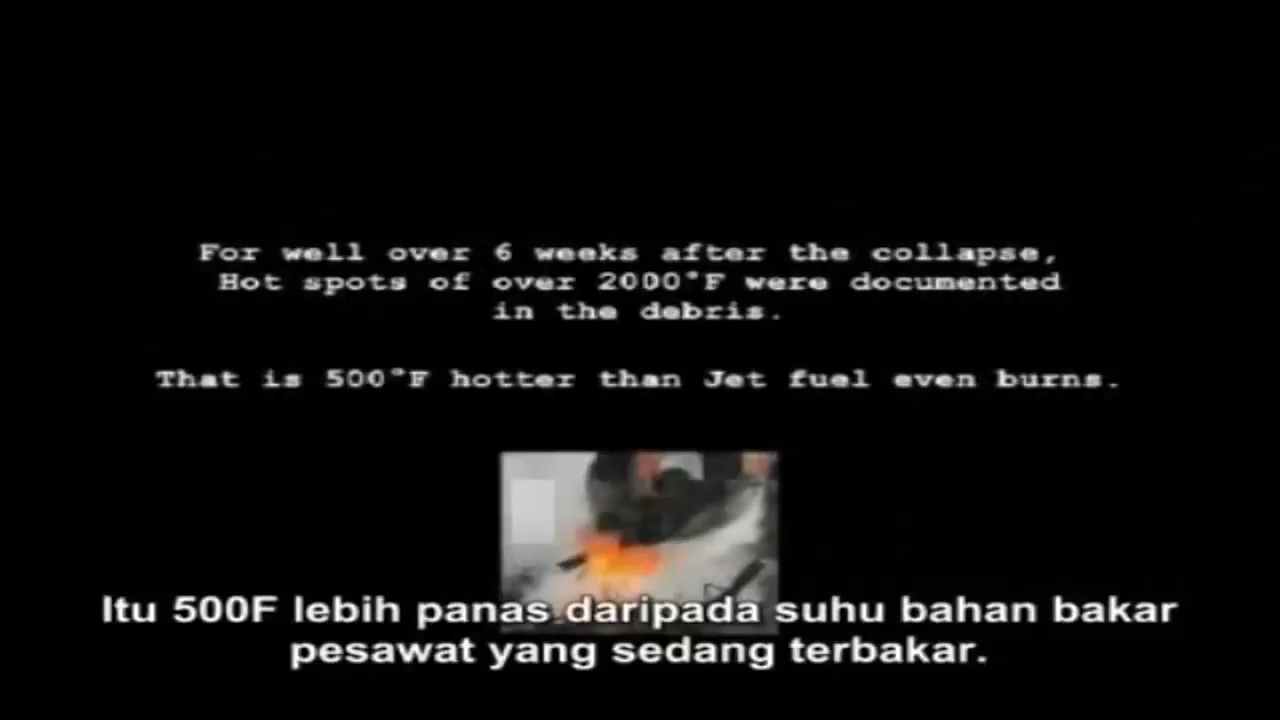 For well over 6 weeks after the collapse,
Hot spots of over 2000°F were documented
in the debris.
That is 500°F hotter than Jet fuel even burns.
Itu 500F lebih panas daripada suhu bahan bakar
pesawat yang sedang terbakar.